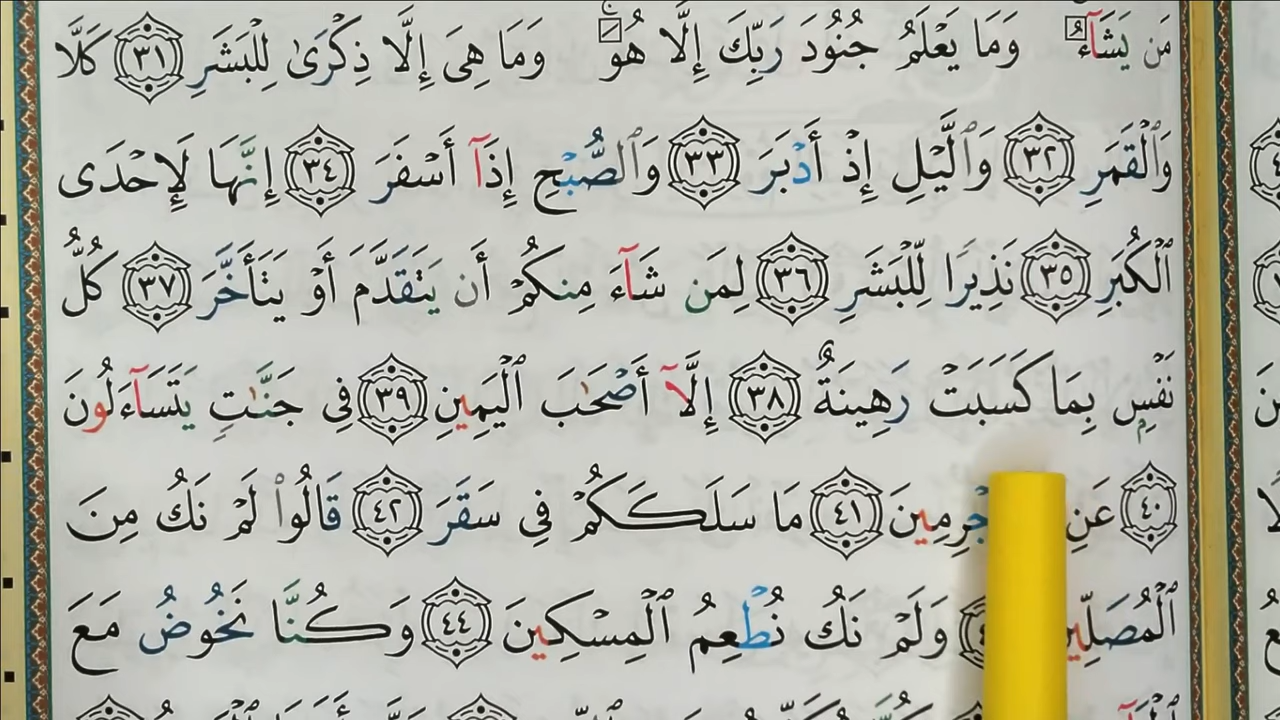 مَن يَشَآءُ ۚ وَمَا يَعْلَمُ جُنُودَ رَبِّكَ إِلَّا هُوَ ۚ وَمَا هِىَ إِلَّا ذِكْرَىٰ لِلْبَشَرِ ٣١ كَلَّا
وَٱلْقَمَرِ ٣٢ وَٱلَّيْلِ إِذْ أَدْبَرَ ٣٣ وَٱلصُّبْحِ إِذَآ أَسْفَرَ ٣٤ إِنَّهَا لَإِحْدَى
ٱلْكُبَرِ ٣٥ نَذِيرًا لِّلْبَشَرِ ٣٦ لِمَن شَآءَ مِنكُمْ أَن يَتَقَدَّمَ أَوْ يَتَأَخَّرَ ٣٧ كُلُّ
نَفْسٍۭ بِمَا كَسَبَتْ رَهِينَةٌ ٣٨ إِلَّآ أَصْحَـٰبَ ٱلْيَمِينِ ٣٩ فِى جَنَّـٰتٍ يَتَسَآءَلُونَ
٤٠ عَنِ ٤١ مَا سَلَكَكُمْ فِى سَقَرَ ٤٢ قَالُوا۟ لَمْ نَكُ مِنَ
ٱلْمُصَلِّينَ وَلَمْ نَكُ نُطْعِمُ ٱلْمِسْكِينَ ٤٤ وَكُنَّا نَخُوضُ مَعَ